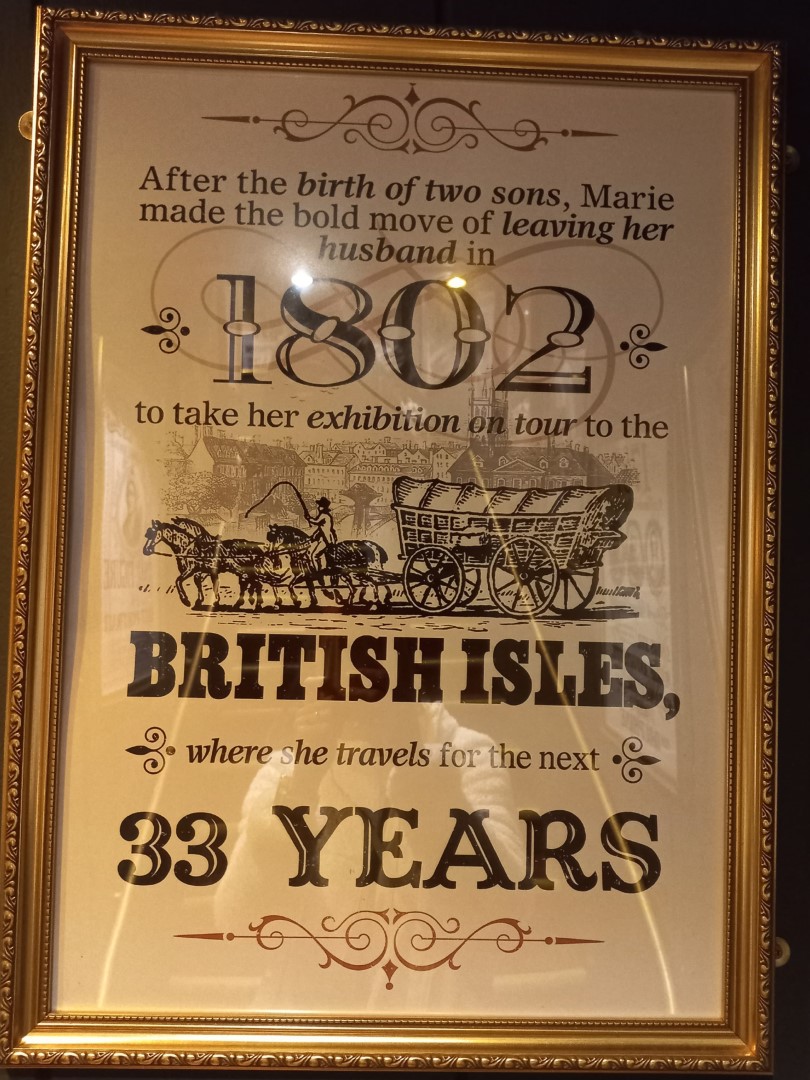 After the birth of two sons, Marie
made the bold move of leaving her
husband in
1802
to take her exhibition on tour to the
BRITISH ISLES,
where she travels for the next
33 YEARS